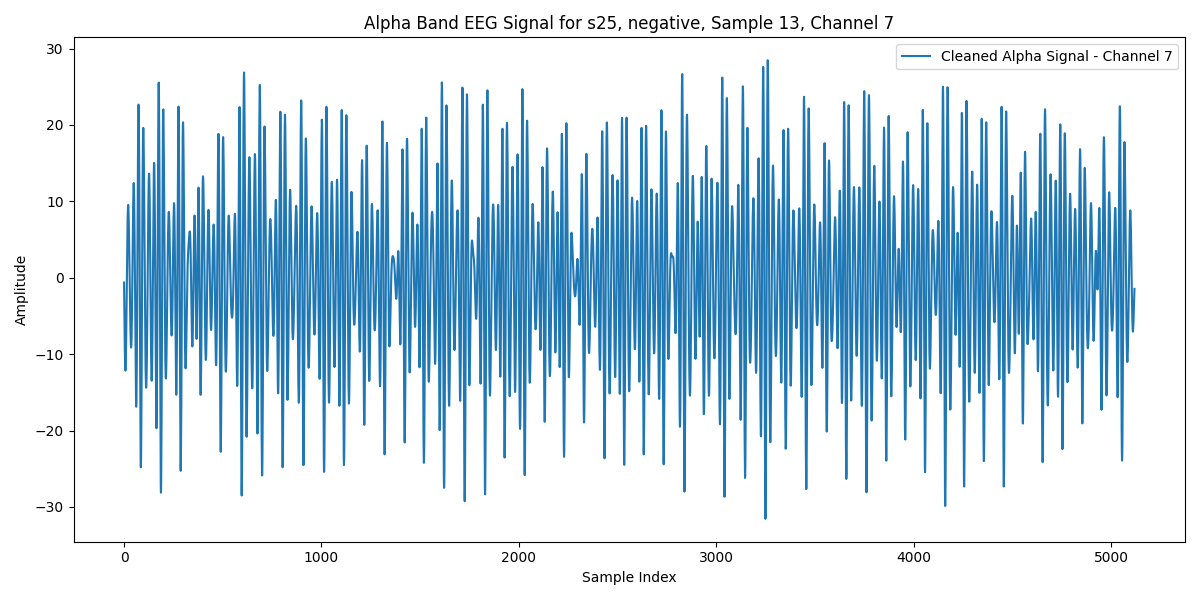 Alpha Band EEG Signal for s25, negative, Sample 13, Channel 7
Cleaned Alpha Signal - Channel 7
Amplitude
30
20
10
0
−10
−20
−30
0 1000 2000 3000 4000 5000
Sample Index